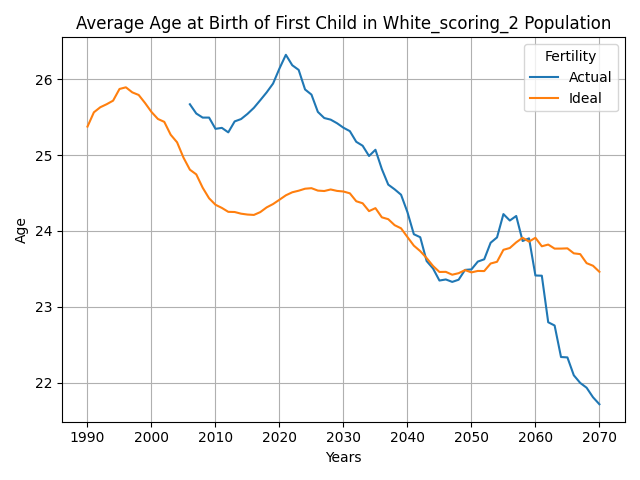 Average Age at Birth of First Child in White_scoring_2 Population
Fertility
Actual
Ideal
Age
26
25
24
23
22
1990 2000 2010 2020 2030 2040 2050 2060 2070
Years